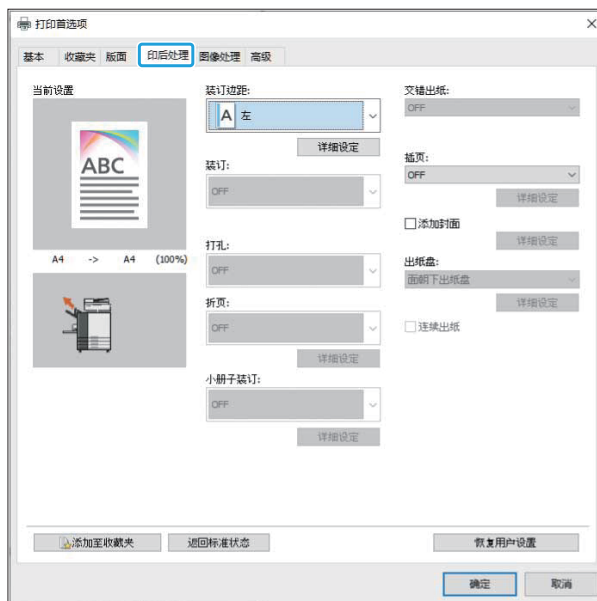 打印首选项
基本 收藏夹 版面 印后处理 图像处理 高级
当前设置
ABC
A4 -> A4 (100%)
装订边距:
A 左
详细设定
装订:
OFF
打孔:
OFF
折页:
OFF
详细设定
小册子装订:
OFF
详细设定
交错出纸:
OFF
插页:
OFF
详细设定
添加封面
详细设定
出纸盘:
面朝下出纸盘
详细设定
连续出纸
添加至收藏夹 返回标准状态 恢复用户设置
确定 取消